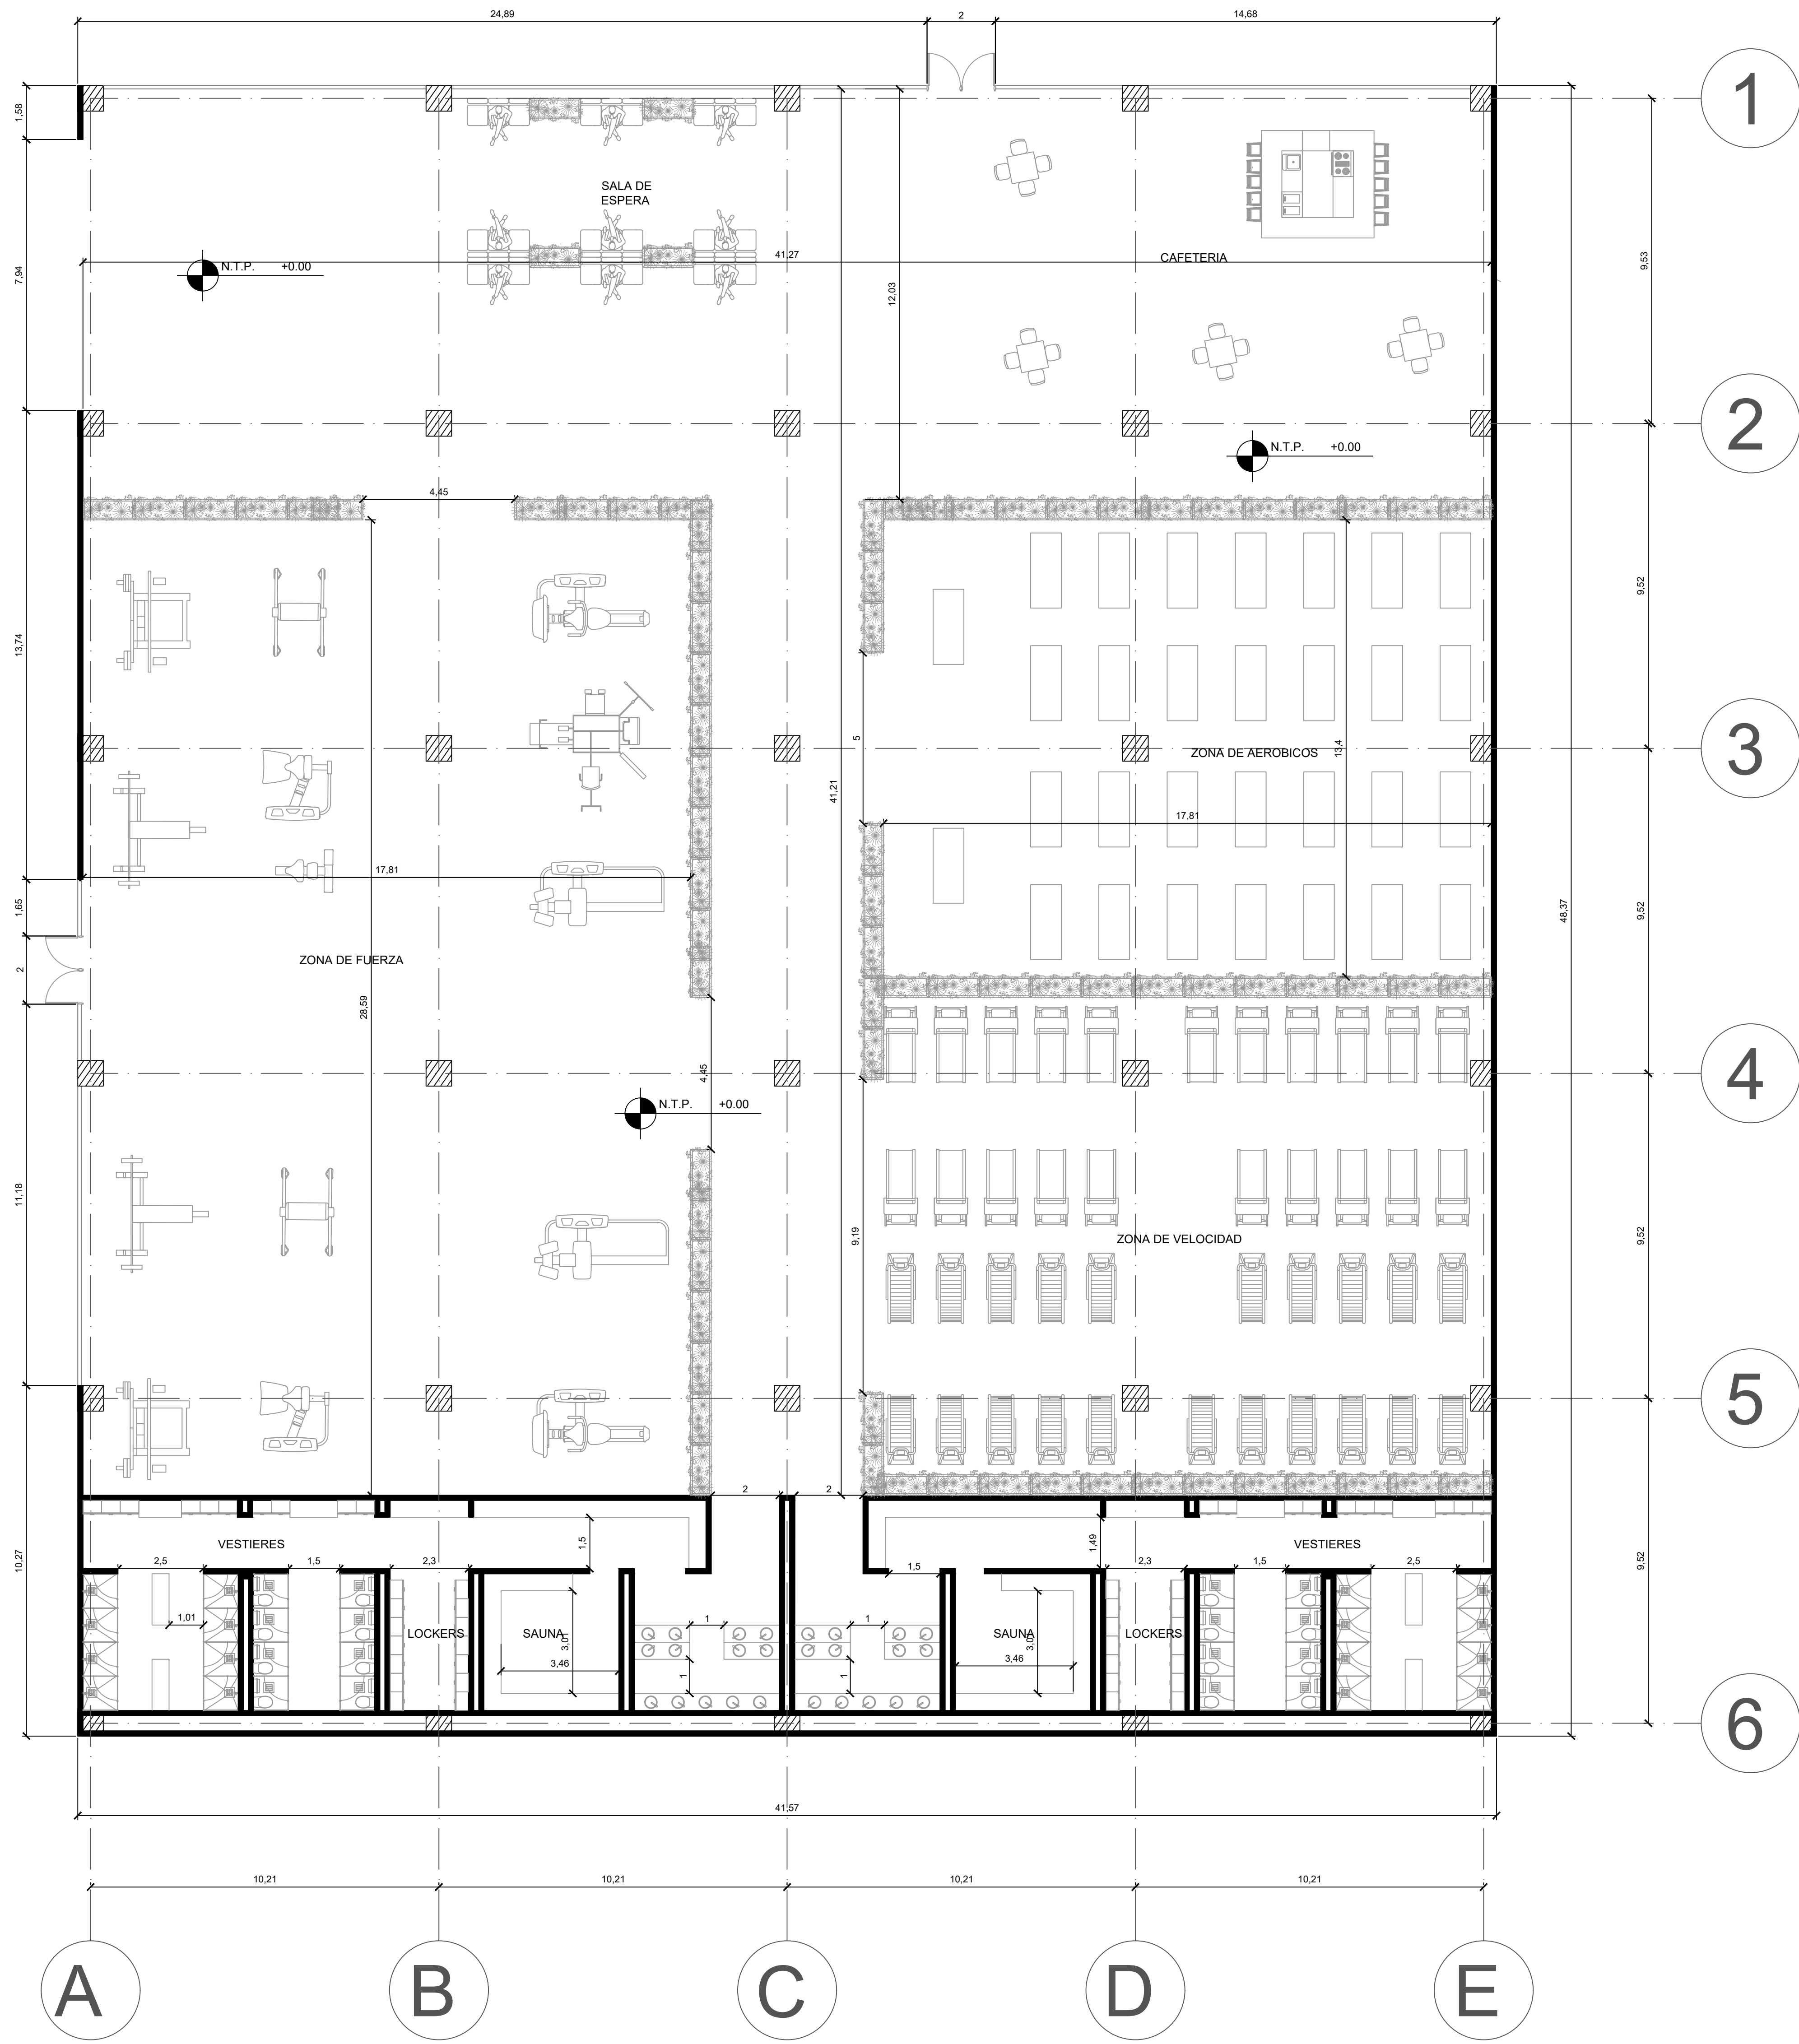 24,89
2
14,68
1
1,58
SALA DE
ESPERA
7,94
N.T.P. +0.00
41,27
CAFETERIA
12,03
9,53
2
N.T.P. +0.00
4,45
13,74
9,52
5
41,21
ZONA DE AEROBICOS
13,4
3
17,81
17,81
1,65
48,37
9,52
2
ZONA DE FUERZA
28,59
4,45
4
N.T.P. +0.00
11,18
9,19
ZONA DE VELOCIDAD
9,52
5
2
2
VESTIERES
1,5
1,49
VESTIERES
10,27
2,5
1,5
2,3
1,5
2,3
1,5
2,5
9,52
1,01
1
1
LOCKERS
SAUNA
3,01
SAUNA
3,01
LOCKERS
3,46
1
1
3,46
6
41,57
10,21
10,21
10,21
10,21
A
B
C
D
E